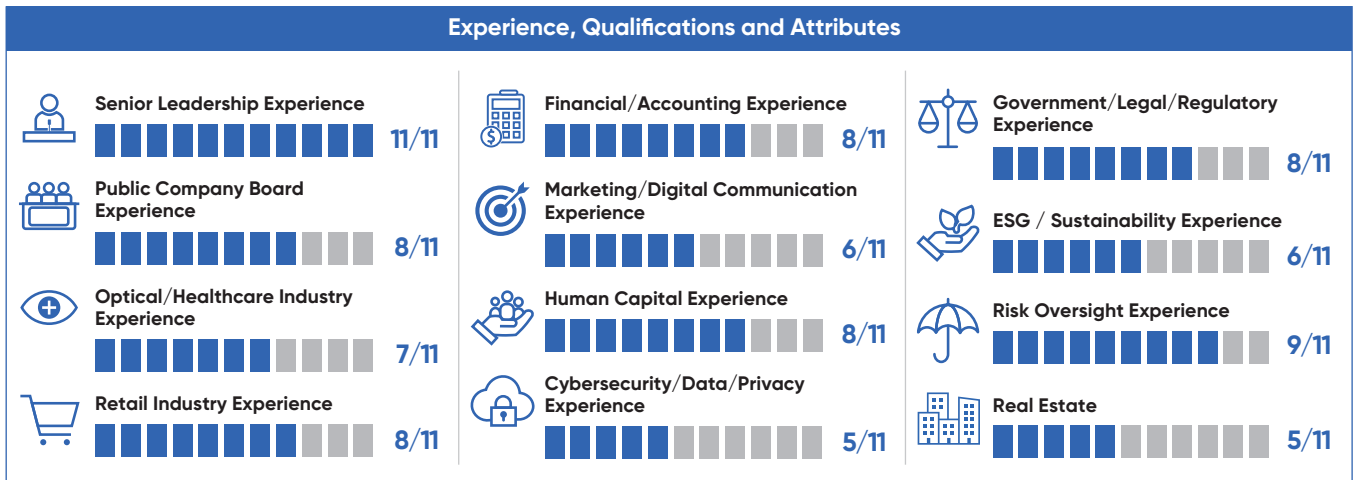 Experience, Qualifications and Attributes
Senior Leadership Experience
11/11
Public Company Board
Experience
8/11
Optical/Healthcare Industry
Experience
7/11
Retail Industry Experience
8/11
Financial/Accounting Experience
$
8/11
Marketing/Digital Communication
Experience
6/11
Human Capital Experience
8/11
Cybersecurity/Data/Privacy
Experience
5/11
Government/Legal/Regulatory
Experience
8/11
ESG / Sustainability Experience
6/11
Risk Oversight Experience
9/11
Real Estate
5/11